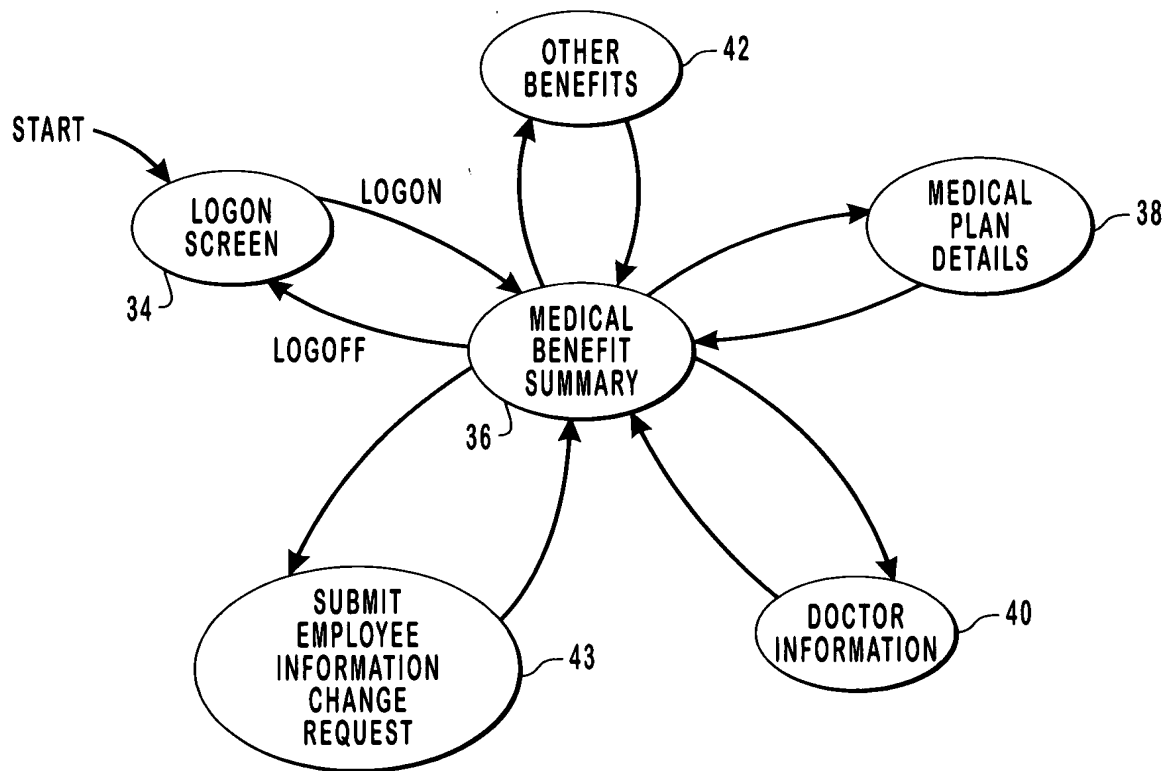 OTHER
BENEFITS
42
START
LOGON
SCREEN
34
LOGON
LOGOFF
MEDICAL
PLAN
DETAILS
38
MEDICAL
BENEFIT
SUMMARY
36
SUBMIT
EMPLOYEE
INFORMATION
CHANGE
REQUEST
43
DOCTOR
INFORMATION
40